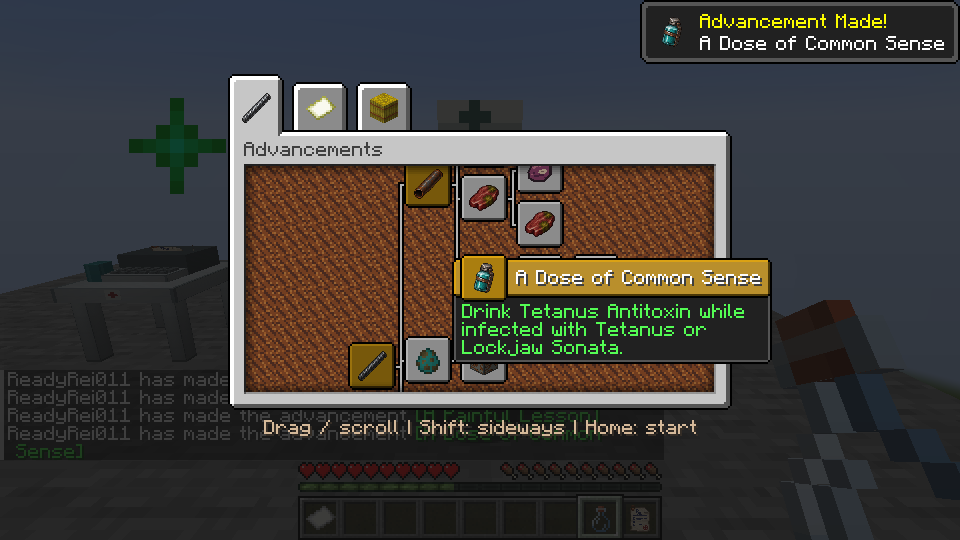 Advancement Made!
A Dose of Common Sense
Advancements
A Dose of Common Sense
Drink Tetanus Antitoxin while
infected with Tetanus or
Lockjaw Sonata.
ReadyRei011 has made
ReadyRei011 has made
ReadyRei011 has made the advancement [A Painful Lesson]
ReadyRei011 has made the advancement [A Dose of Common
Sense]
Drag / scroll | Shift: sideways | Home: start